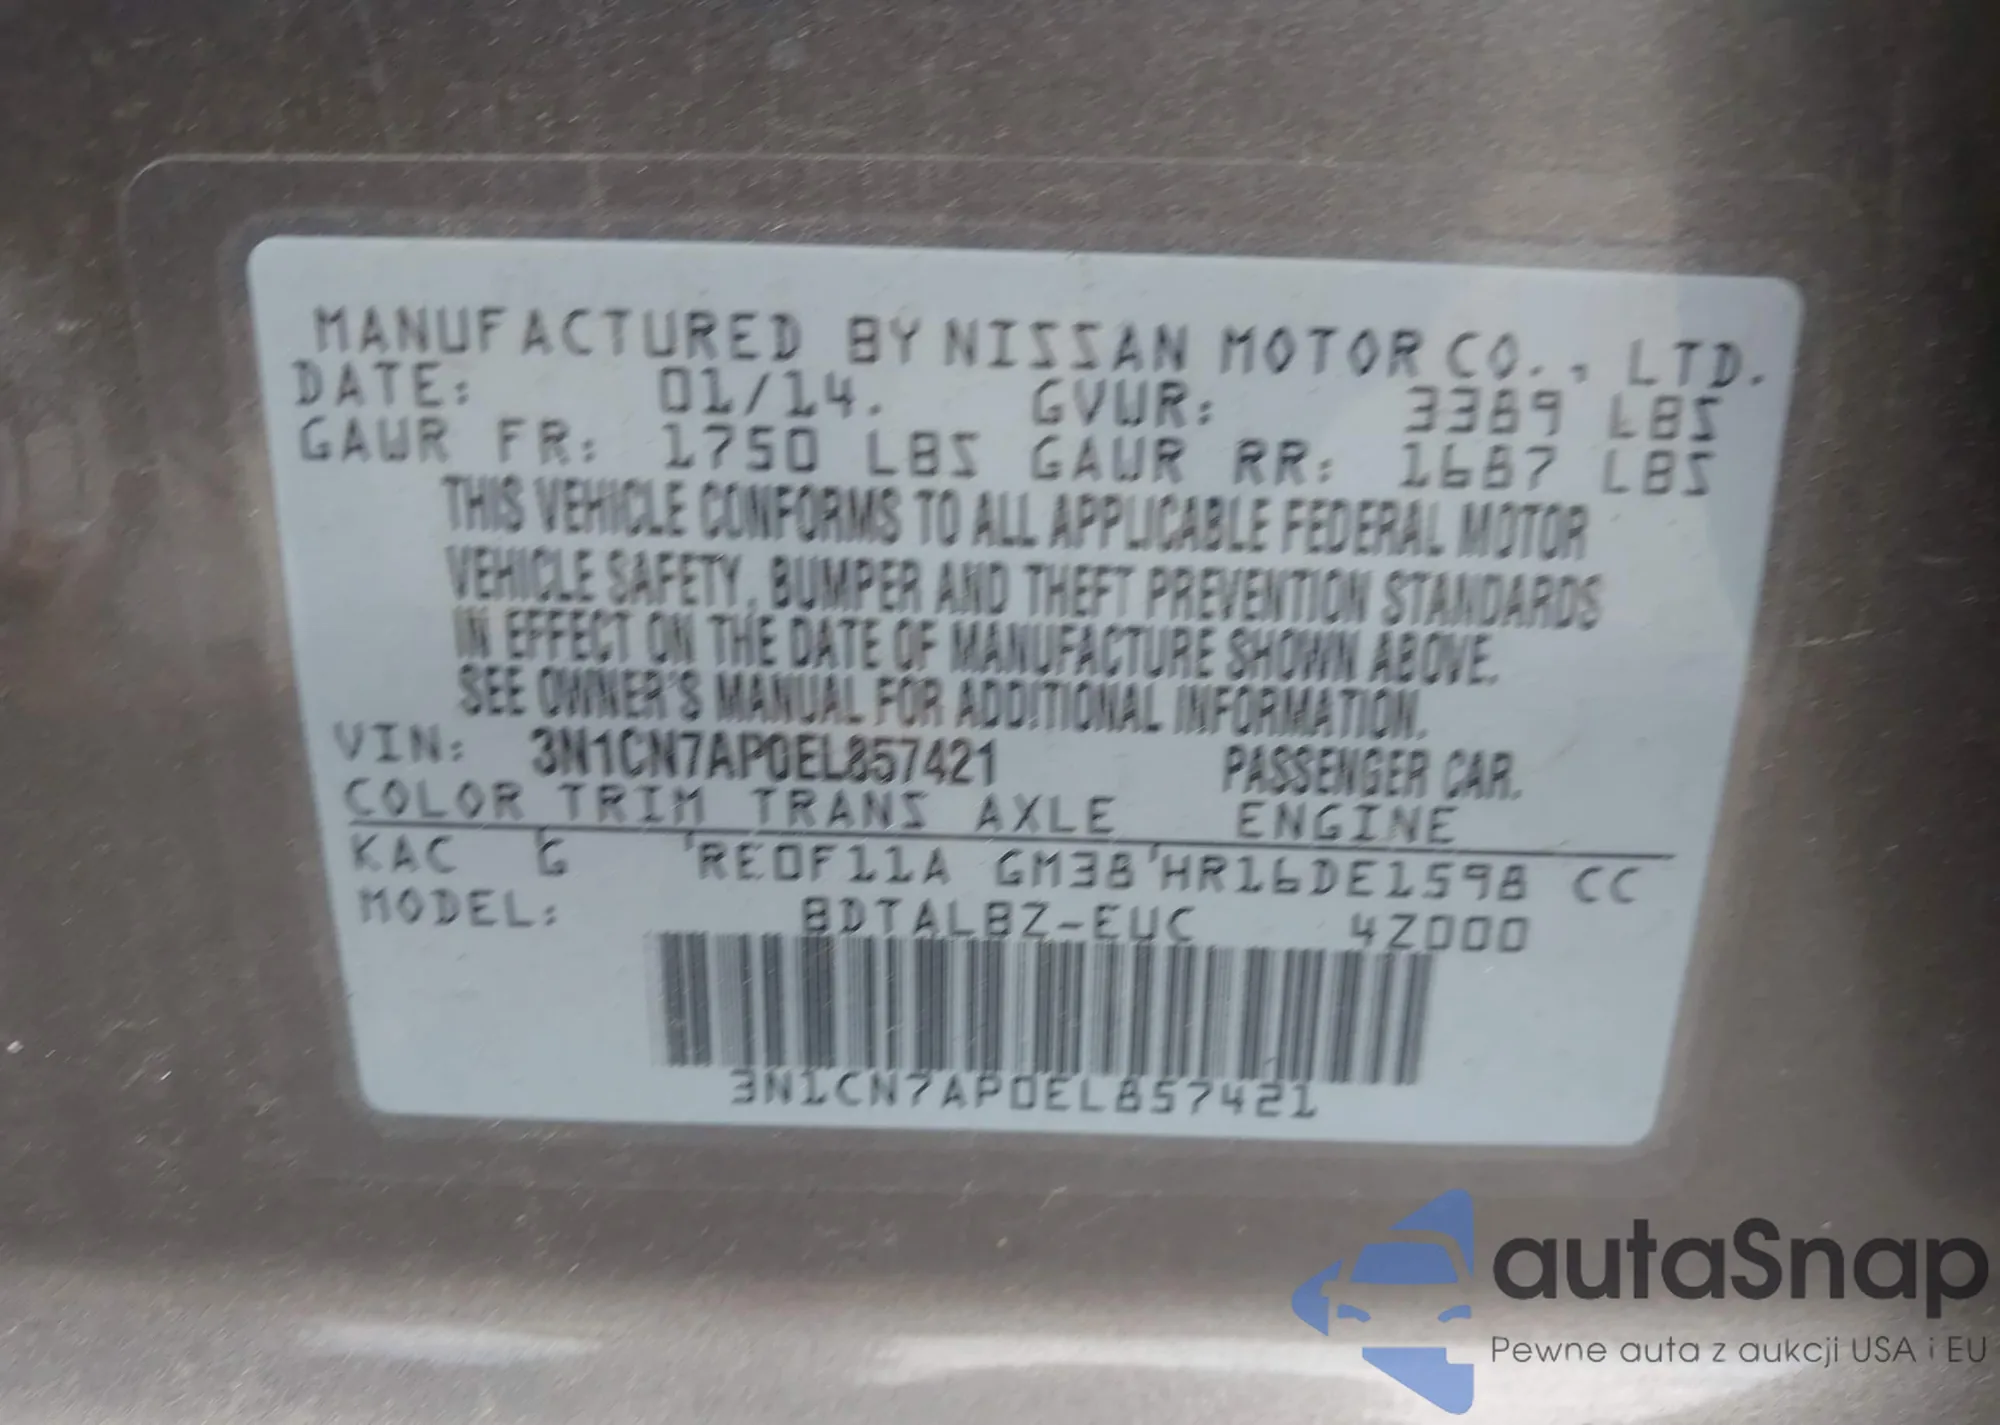 MANUFACTURED BY NISSAN MOTOR CO., LTD.
DATE: 01/14. GVWR: 3389 LBS
GAWR FR: 1750 LBS GAWR RR: 1687 LBS
THIS VEHICLE CONFORMS TO ALL APPLICABLE FEDERAL MOTOR
VEHICLE SAFETY, BUMPER AND THEFT PREVENTION STANDARDS
IN EFFECT ON THE DATE OF MANUFACTURE SHOWN ABOVE.
SEE OWNER'S MANUAL FOR ADDITIONAL INFORMATION.
VIN: 3N1CN7AP0EL857421 PASSENGER CAR.
COLOR TRIM TRANS AXLE ENGINE
KAC G 'RE0F11A GM38'HR16DE1598 CC
MODEL: BDTALBZ-EUC 4Z000
3N1CN7AP0EL857421
autaSnap
Pewne auta z aukcji USA i EU